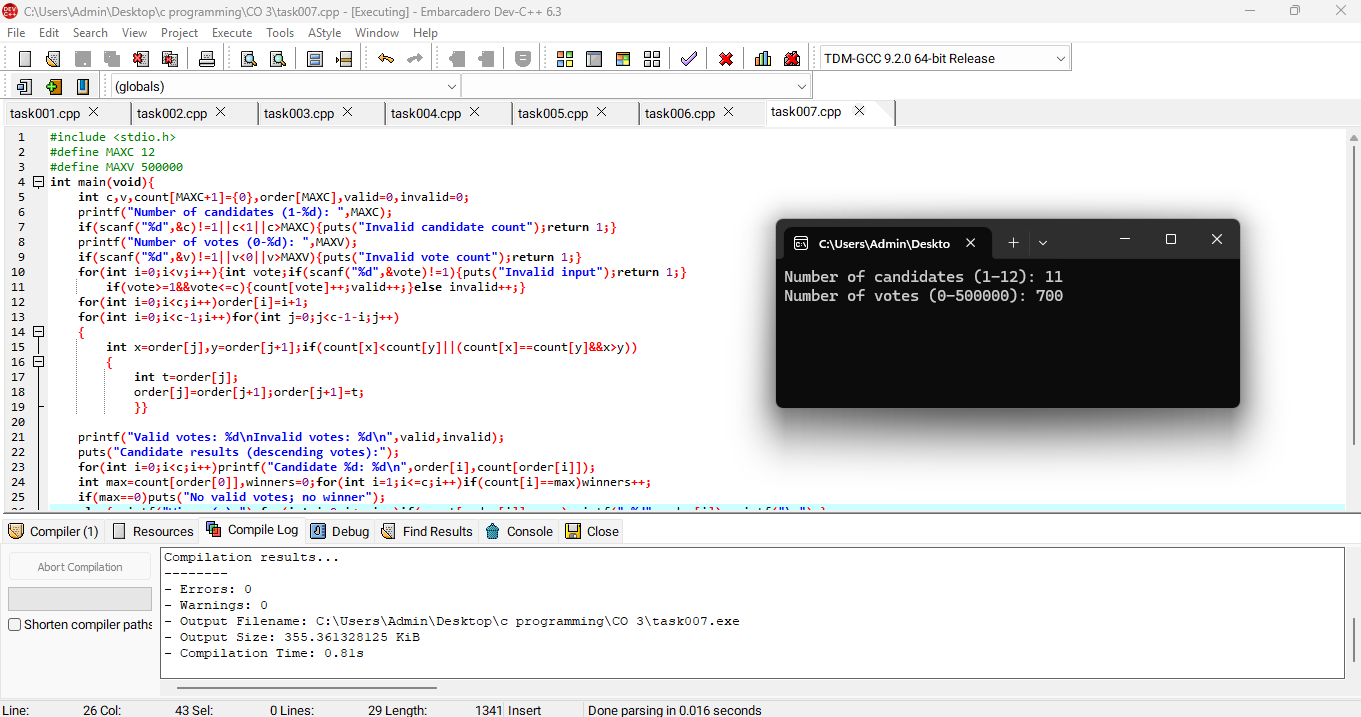 C:\Users\Admin\Desktop\c programming\CO 3\task007.cpp - [Executing] - Embarcadero Dev-C++ 6.3
File Edit Search View Project Execute Tools AStyle Window Help
TDM-GCC 9.2.0 64-bit Release
(globals)
task001.cpp task002.cpp task003.cpp task004.cpp task005.cpp task006.cpp task007.cpp
1 #include <stdio.h>
2 #define MAXC 12
3 #define MAXV 500000
4 int main(void){
5 int c,v,count[MAXC+1]={0},order[MAXC],valid=0,invalid=0;
6 printf("Number of candidates (1-%d): ",MAXC);
7 if(scanf("%d",&c)!=1||c<1||c>MAXC){puts("Invalid candidate count");return 1;}
8 printf("Number of votes (0-%d): ",MAXV);
9 if(scanf("%d",&v)!=1||v<0||v>MAXV){puts("Invalid vote count");return 1;}
10 for(int i=0;i<v;i++){int vote;if(scanf("%d",&vote)!=1){puts("Invalid input");return 1;}
11 if(vote>=1&&vote<=c){count[vote]++;valid++;}else invalid++;}
12 for(int i=0;i<c;i++)order[i]=i+1;
13 for(int i=0;i<c-1;i++)for(int j=0;j<c-1-i;j++)
14 {
15 int x=order[j],y=order[j+1];if(count[x]<count[y]||(count[x]==count[y]&&x>y))
16 {
17 int t=order[j];
18 order[j]=order[j+1];order[j+1]=t;
19 }}
20
21 printf("Valid votes: %d\nInvalid votes: %d\n",valid,invalid);
22 puts("Candidate results (descending votes):");
23 for(int i=0;i<c;i++)printf("Candidate %d: %d\n",order[i],count[order[i]]);
24 int max=count[order[0]],winners=0;for(int i=1;i<=c;i++)if(count[i]==max)winners++;
25 if(max==0)puts("No valid votes; no winner");
C:\Users\Admin\Deskto
Number of candidates (1-12): 11
Number of votes (0-500000): 700
Compiler (1) Resources Compile Log Debug Find Results Console Close
Abort Compilation
Shorten compiler paths
Compilation results...
--------
- Errors: 0
- Warnings: 0
- Output Filename: C:\Users\Admin\Desktop\c programming\CO 3\task007.exe
- Output Size: 355.361328125 KiB
- Compilation Time: 0.81s
Line: 26 Col: 43 Sel: 0 Lines: 29 Length: 1341 Insert Done parsing in 0.016 seconds